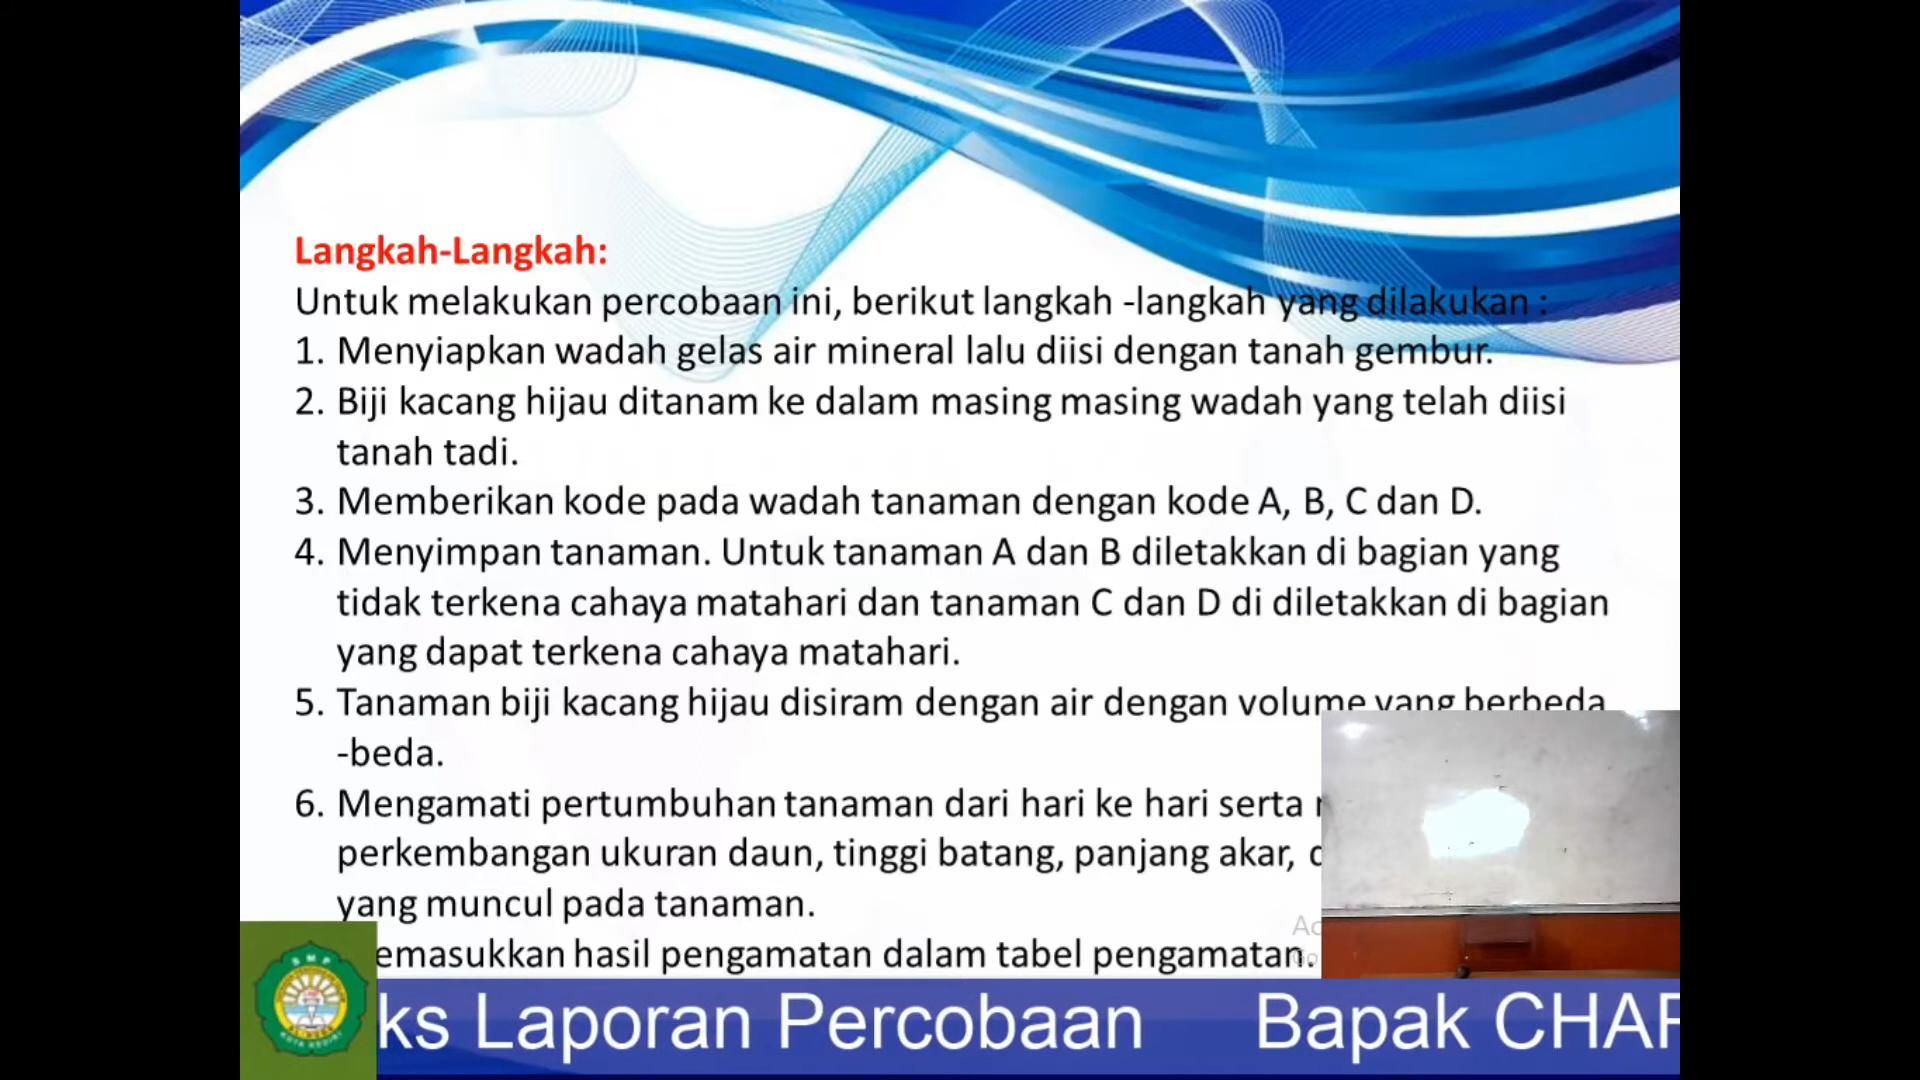 Langkah-Langkah:
Untuk melakukan percobaan ini, berikut langkah -langkah yang dilakukan :
1. Menyiapkan wadah gelas air mineral lalu diisi dengan tanah gembur.
2. Biji kacang hijau ditanam ke dalam masing masing wadah yang telah diisi
tanah tadi.
3. Memberikan kode pada wadah tanaman dengan kode A, B, C dan D.
4. Menyimpan tanaman. Untuk tanaman A dan B diletakkan di bagian yang
tidak terkena cahaya matahari dan tanaman C dan D di diletakkan di bagian
yang dapat terkena cahaya matahari.
5. Tanaman biji kacang hijau disiram dengan air dengan volume yang berbeda
-beda.
6. Mengamati pertumbuhan tanaman dari hari ke hari serta
perkembangan ukuran daun, tinggi batang, panjang akar,
yang muncul pada tanaman.
emasukkan hasil pengamatan dalam tabel pengamatan.
SMP
ks Laporan Percobaan Bapak CHAR